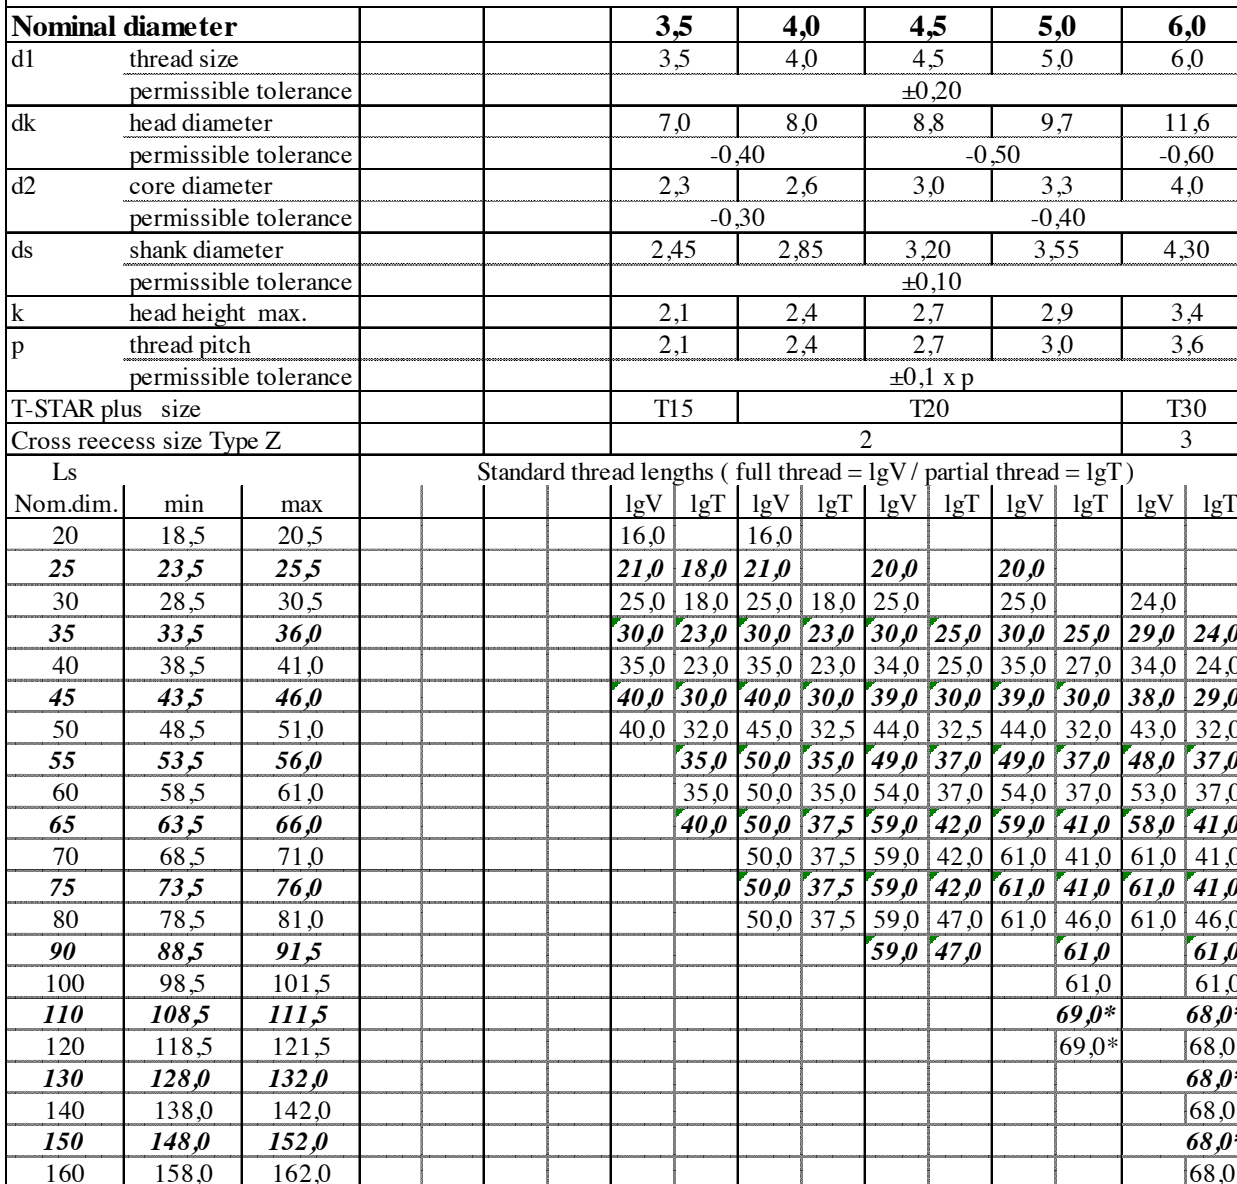 Nominal diameter 3,5 4,0 4,5 5,0 6,0
d1 thread size 3,5 4,0 4,5 5,0 6,0
permissible tolerance ±0,20
dk head diameter 7,0 8,0 8,8 9,7 11,6
permissible tolerance -0,40 -0,50 -0,60
d2 core diameter 2,3 2,6 3,0 3,3 4,0
permissible tolerance -0,30 -0,40
ds shank diameter 2,45 2,85 3,20 3,55 4,30
permissible tolerance ±0,10
k head height max. 2,1 2,4 2,7 2,9 3,4
p thread pitch 2,1 2,4 2,7 3,0 3,6
permissible tolerance ±0,1 x p
T-STAR plus size T15 T20 T30
Cross reecess size Type Z 2 3
Ls Standard thread lengths ( full thread = lgV / partial thread = lgT )
Nom.dim. min max lgV lgT lgV lgT lgV lgT lgV lgT lgV lgT
20 18,5 20,5 16,0 16,0
25 23,5 25,5 21,0 18,0 21,0 20,0 20,0
30 28,5 30,5 25,0 18,0 25,0 18,0 25,0 25,0 24,0
35 33,5 36,0 30,0 23,0 30,0 23,0 30,0 25,0 30,0 25,0 29,0 24,0
40 38,5 41,0 35,0 23,0 35,0 23,0 34,0 25,0 35,0 27,0 34,0 24,0
45 43,5 46,0 40,0 30,0 40,0 30,0 39,0 30,0 39,0 30,0 38,0 29,0
50 48,5 51,0 40,0 32,0 45,0 32,5 44,0 32,5 44,0 32,0 43,0 32,0
55 53,5 56,0 35,0 50,0 35,0 49,0 37,0 49,0 37,0 48,0 37,0
60 58,5 61,0 35,0 50,0 35,0 54,0 37,0 54,0 37,0 53,0 37,0
65 63,5 66,0 40,0 50,0 37,5 59,0 42,0 59,0 41,0 58,0 41,0
70 68,5 71,0 50,0 37,5 59,0 42,0 61,0 41,0 61,0 41,0
75 73,5 76,0 50,0 37,5 59,0 42,0 61,0 41,0 61,0 41,0
80 78,5 81,0 50,0 37,5 59,0 47,0 61,0 46,0 61,0 46,0
90 88,5 91,5 59,0 47,0 61,0 61,0
100 98,5 101,5 61,0 61,0
110 108,5 111,5 69,0* 68,0*
120 118,5 121,5 69,0* 68,0
130 128,0 132,0 68,0*
140 138,0 142,0 68,0
150 148,0 152,0 68,0*
160 158,0 162,0 68,0